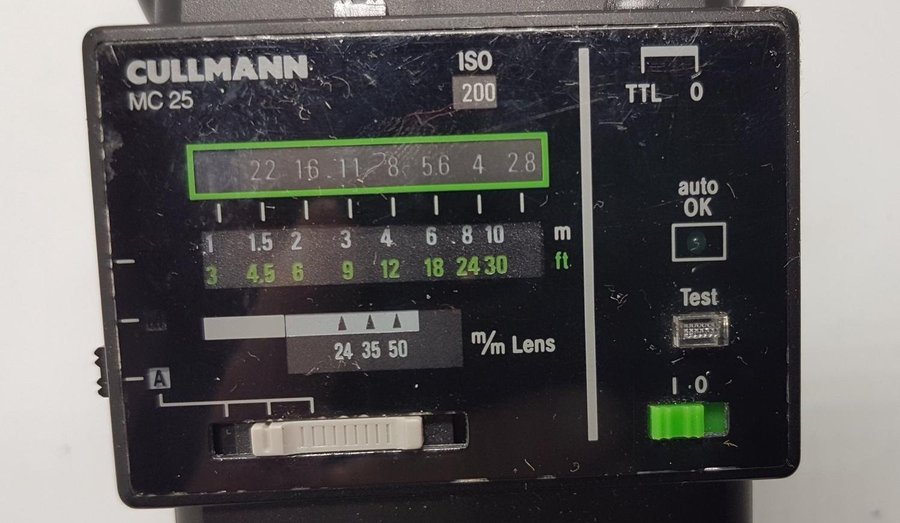 CULLMANN
MC 25
ISO
200
TTL 0
22 16 11 8 5.6 4 2.8
1 1.5 2 3 4 6 8 10 m
3 4.5 6 9 12 18 24 30 ft
24 35 50 m/m Lens
A
auto
OK
Test
I 0